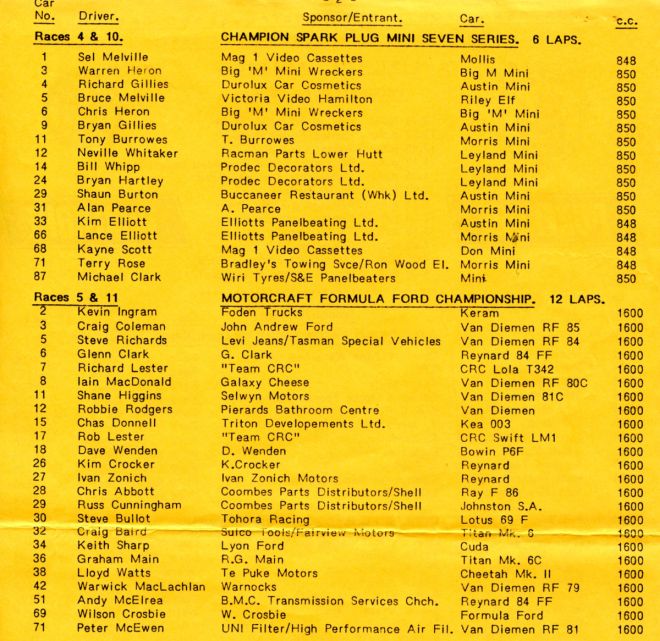 Car
No. Driver. Sponsor/Entrant. Car. c.c.
Races 4 & 10. CHAMPION SPARK PLUG MINI SEVEN SERIES. 6 LAPS.
1 Sel Melville Mag 1 Video Cassettes Mollis 848
3 Warren Heron Big 'M' Mini Wreckers Big M Mini 850
4 Richard Gillies Durolux Car Cosmetics Austin Mini 850
5 Bruce Melville Victoria Video Hamilton Riley Elf 850
6 Chris Heron Big 'M' Mini Wreckers Big 'M' Mini 850
9 Bryan Gillies Durolux Car Cosmetics Austin Mini 850
11 Tony Burrowes T. Burrowes Morris Mini 850
12 Neville Whitaker Racman Parts Lower Hutt Leyland Mini 850
14 Bill Whipp Prodec Decorators Ltd. Leyland Mini 850
24 Bryan Hartley Prodec Decorators Ltd. Leyland Mini 850
29 Shaun Burton Buccaneer Restaurant (Whk) Ltd. Austin Mini 850
31 Alan Pearce A. Pearce Morris Mini 850
33 Kim Elliott Elliotts Panelbeating Ltd. Austin Mini 848
66 Lance Elliott Elliotts Panelbeating Ltd. Morris Mini 850
68 Kayne Scott Mag 1 Video Cassettes Don Mini 848
71 Terry Rose Bradley's Towing Svce/Ron Wood El. Morris Mini 848
87 Michael Clark Wiri Tyres/S&E Panelbeaters Mini 850
Races 5 & 11 MOTORCRAFT FORMULA FORD CHAMPIONSHIP. 12 LAPS.
2 Kevin Ingram Foden Trucks Keram 1600
3 Craig Coleman John Andrew Ford Van Diemen RF 85 1600
5 Steve Richards Levi Jeans/Tasman Special Vehicles Van Diemen RF 84 1600
6 Glenn Clark G. Clark Reynard 84 FF 1600
7 Richard Lester "Team CRC" CRC Lola T342 1600
8 Iain MacDonald Galaxy Cheese Van Diemen RF 80C 1600
11 Shane Higgins Selwyn Motors Van Diemen 81C 1600
12 Robbie Rodgers Pierards Bathroom Centre Van Diemen 1600
15 Chas Donnell Triton Developements Ltd. Kea 003 1600
17 Rob Lester "Team CRC" CRC Swift LM1 1600
18 Dave Wenden D. Wenden Bowin P6F 1600
26 Kim Crocker K.Crocker Reynard 1600
27 Ivan Zonich Ivan Zonich Motors Reynard 1600
28 Chris Abbott Coombes Parts Distributors/Shell Ray F 86 1600
29 Russ Cunningham Coombes Parts Distributors/Shell Johnston S.A. 1600
30 Steve Bullot Tohora Racing Lotus 69 F 1600
32 Craig Baird Sutco Tools/Fairview Motors Titan Mk. 6 1600
34 Keith Sharp Lyon Ford Cuda 1600
36 Graham Main R.G. Main Titan Mk. 6C 1600
38 Lloyd Watts Te Puke Motors Cheetah Mk. II 1600
42 Warwick MacLachlan Warnocks Van Diemen RF 79 1600
51 Andy McElrea B.M.C. Transmission Services Chch. Reynard 84 FF 1600
69 Wilson Crosbie W. Crosbie Formula Ford 1600
71 Peter McEwen UNI Filter/High Performance Air Fil. Van Diemen RF 81 1600